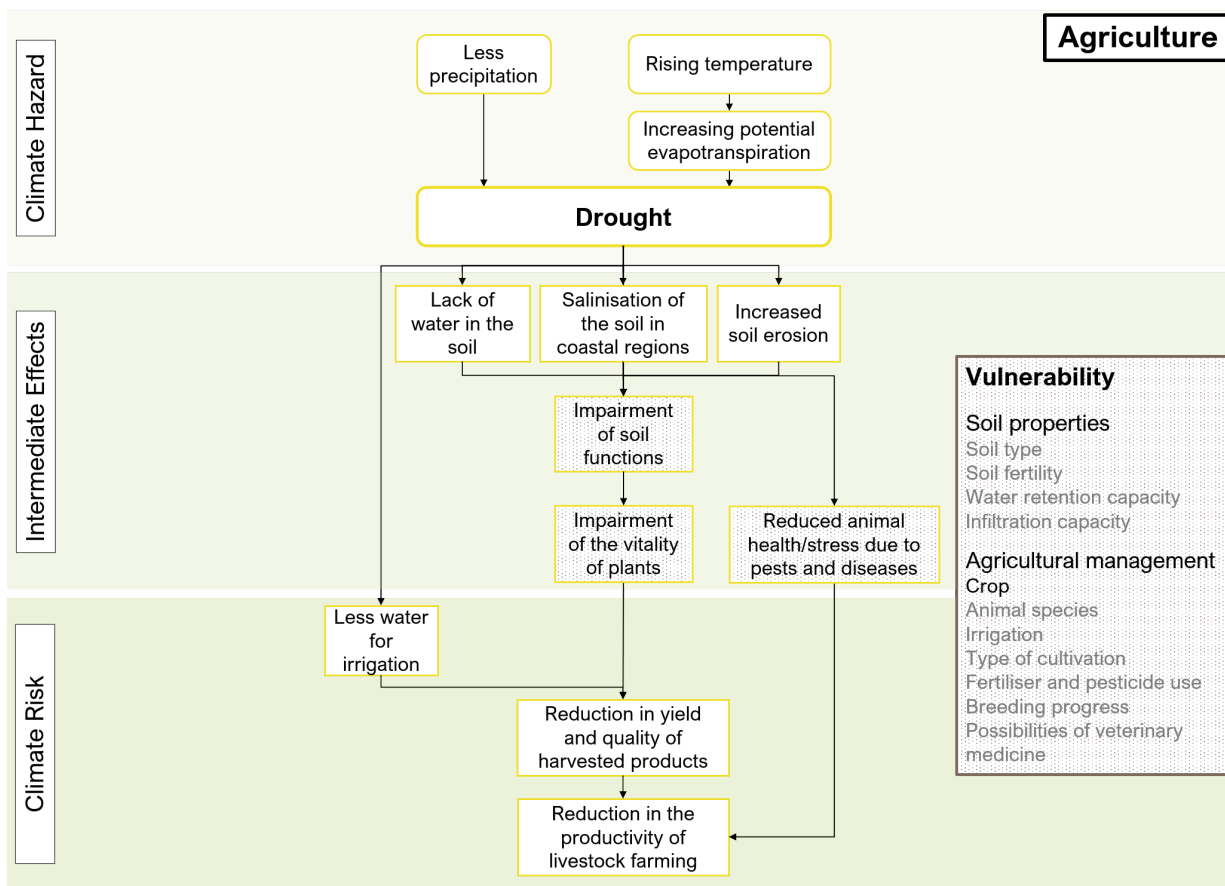 Agriculture
Climate Hazard
Less
precipitation
Rising temperature
Increasing potential
evapotranspiration
Drought
Intermediate Effects
Lack of
water in the
soil
Salinisation of
the soil in
coastal regions
Increased
soil erosion
Impairment
of soil
functions
Impairment
of the vitality
of plants
Reduced animal
health/stress due to
pests and diseases
Vulnerability
Soil properties
Soil type
Soil fertility
Water retention capacity
Infiltration capacity
Agricultural management
Crop
Animal species
Irrigation
Type of cultivation
Fertiliser and pesticide use
Breeding progress
Possibilities of veterinary
medicine
Climate Risk
Less water
for
irrigation
Reduction in yield
and quality of
harvested products
Reduction in the
productivity of
livestock farming